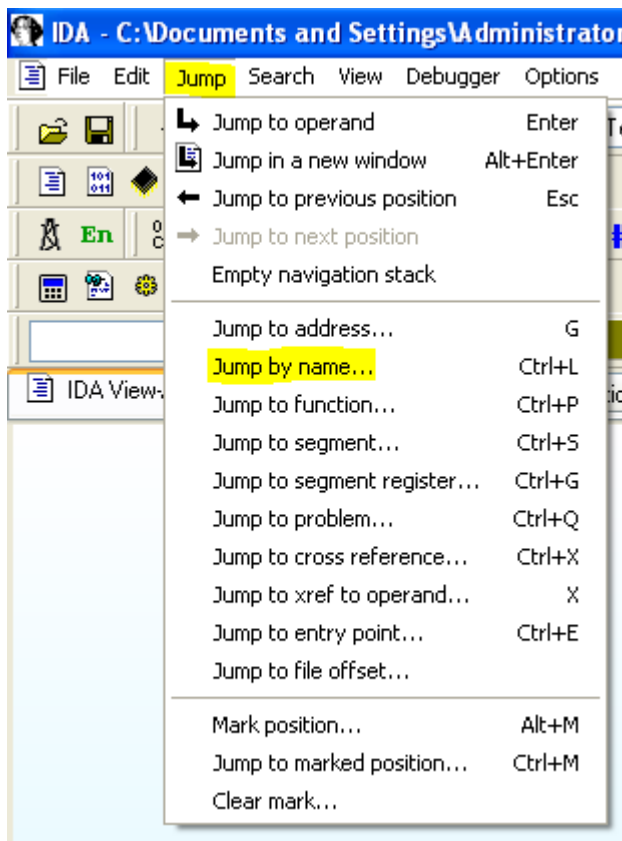 IDA - C:\Documents and Settings\Administrator
File Edit Jump Search View Debugger Options
Jump to operand Enter
Jump in a new window Alt+Enter
Jump to previous position Esc
Jump to next position
Empty navigation stack
En
Jump to address... G
Jump by name... Ctrl+L
IDA View-
Jump to function... Ctrl+P
Jump to segment... Ctrl+S
Jump to segment register... Ctrl+G
Jump to problem... Ctrl+Q
Jump to cross reference... Ctrl+X
Jump to xref to operand... X
Jump to entry point... Ctrl+E
Jump to file offset...
Mark position... Alt+M
Jump to marked position... Ctrl+M
Clear mark...